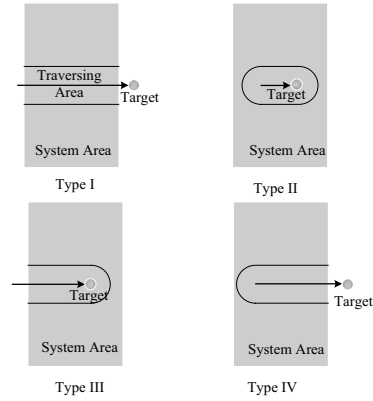 Traversing
Area
Target
System Area
Type I
Target
System Area
Type II
Target
System Area
Type III
Target
System Area
Type IV